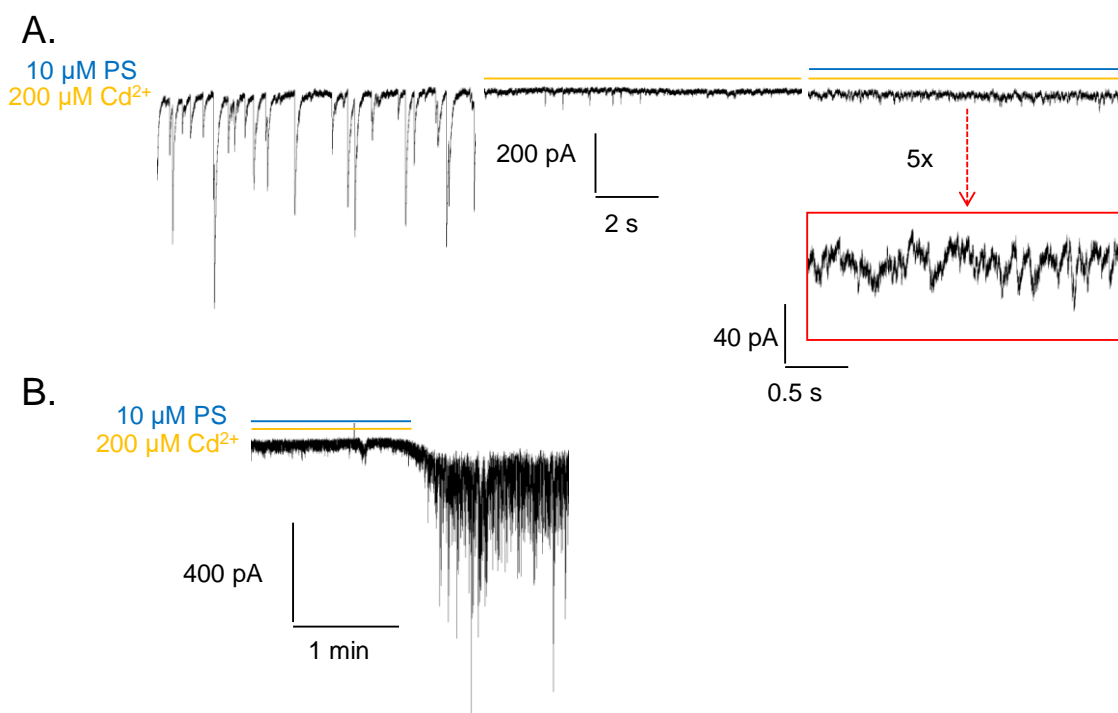 A.
10 µM PS
200 µM Cd²⁺
200 pA
2 s
5x
40 pA
0.5 s
B.
10 µM PS
200 µM Cd²⁺
400 pA
1 min